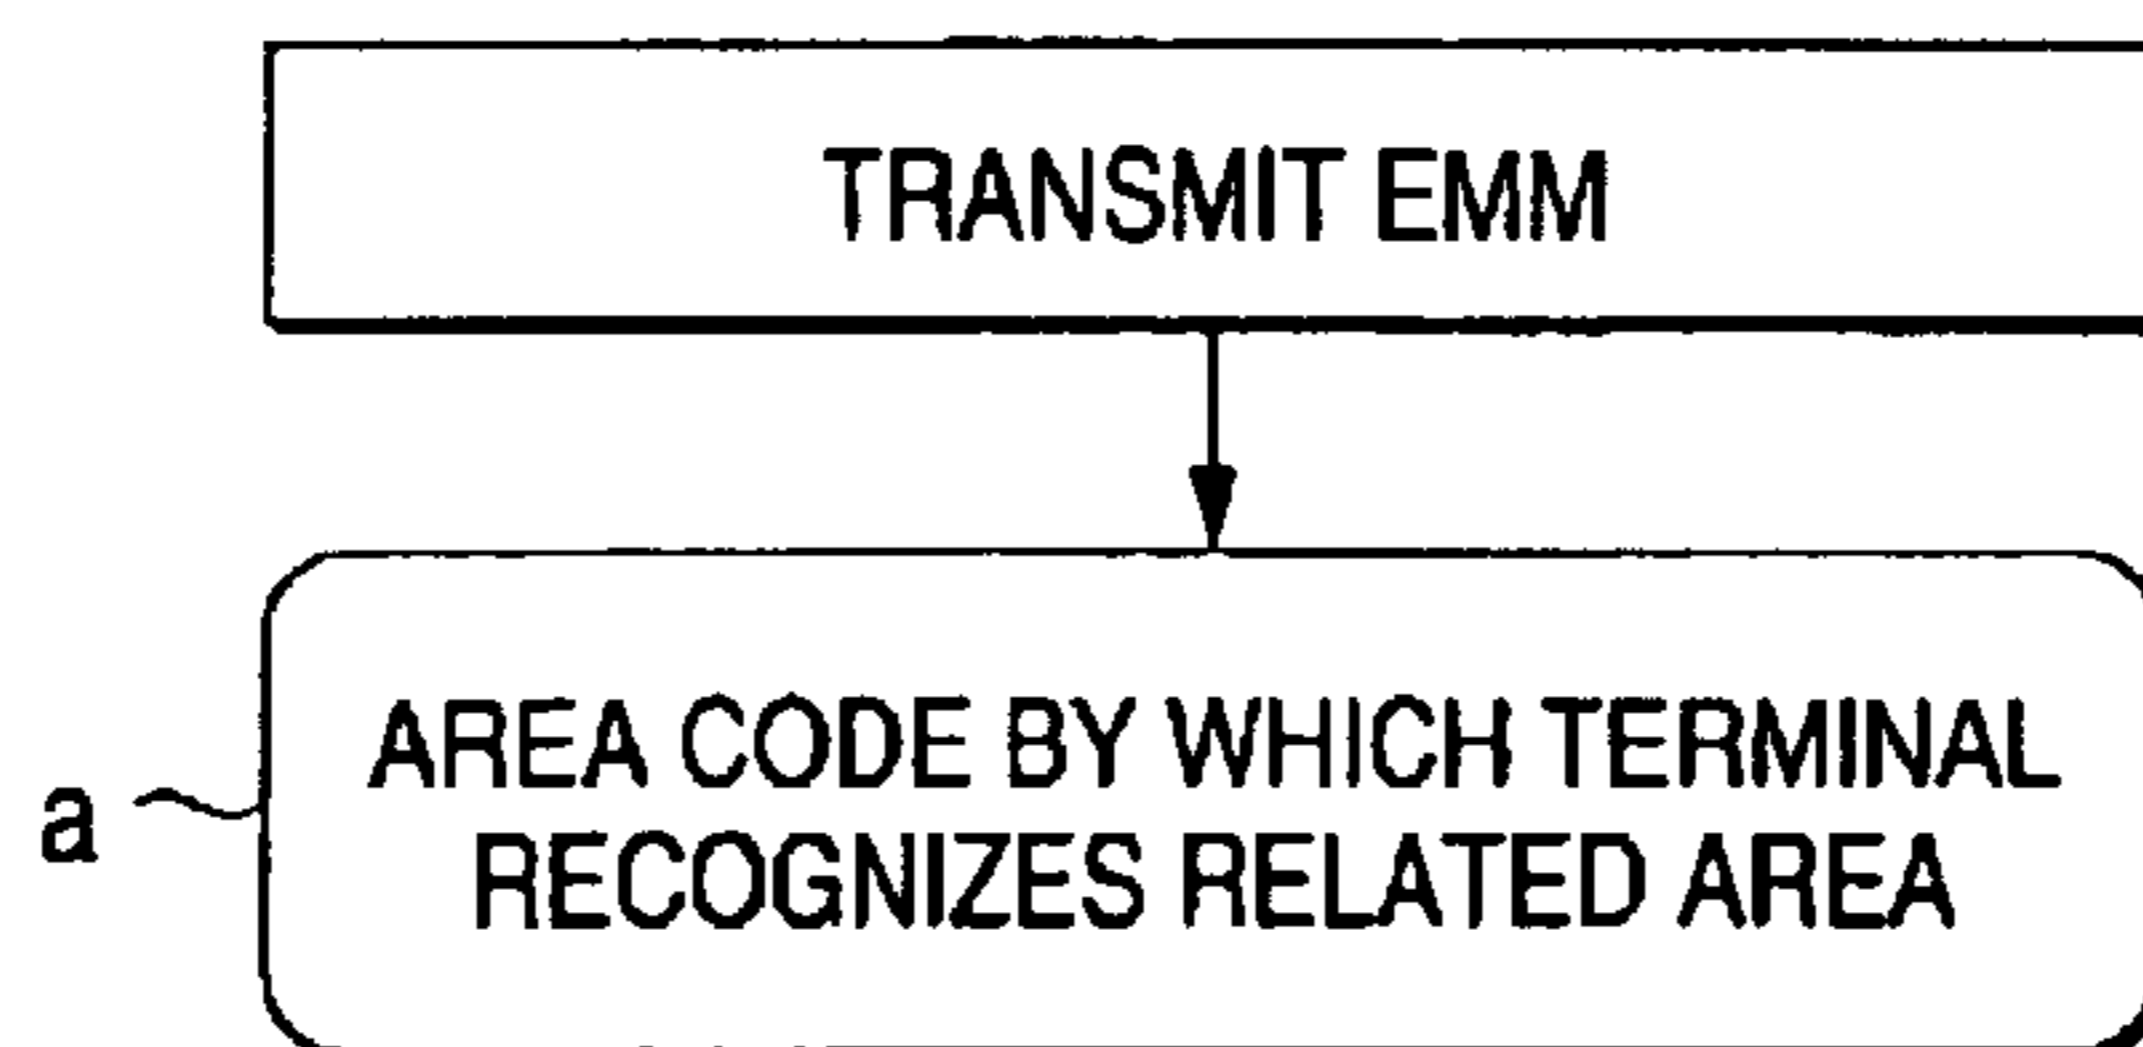 TRANSMIT EMM
AREA CODE BY WHICH TERMINAL
RECOGNIZES RELATED AREA
a